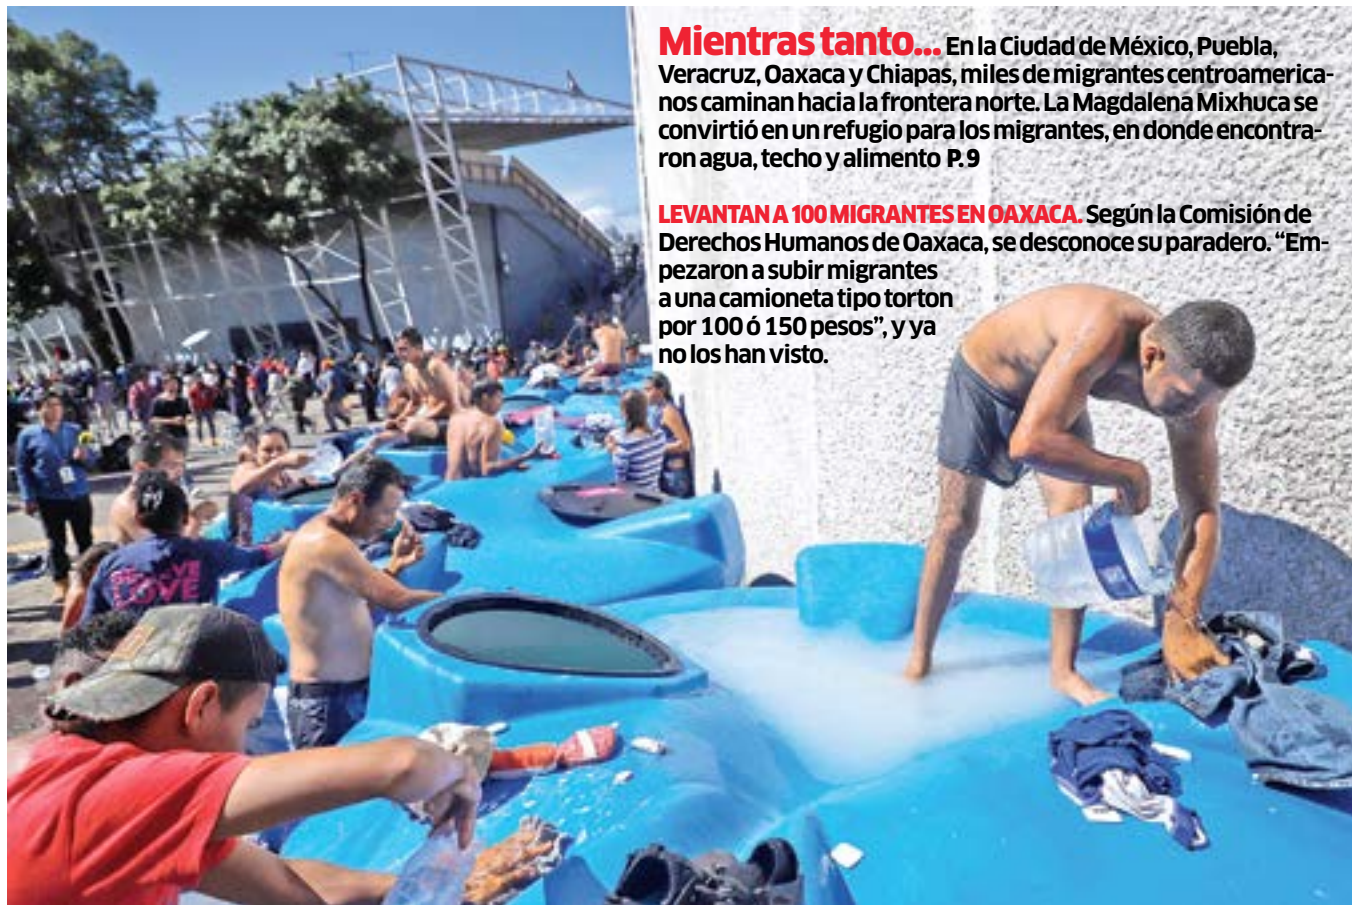 Mientras tanto... En la Ciudad de México, Puebla,
Veracruz, Oaxaca y Chiapas, miles de migrantes centroamerica-
nos caminan hacia la frontera norte. La Magdalena Mixhuca se
convirtió en un refugio para los migrantes, en donde encontra-
ron agua, techo y alimento P. 9
LEVANTAN A 100 MIGRANTES EN OAXACA. Según la Comisión de
Derechos Humanos de Oaxaca, se desconoce su paradero. “Em-
pezaron a subir migrantes
a una camioneta tipo torton
por 100 ó 150 pesos”, y ya
no los han visto.
LOVE